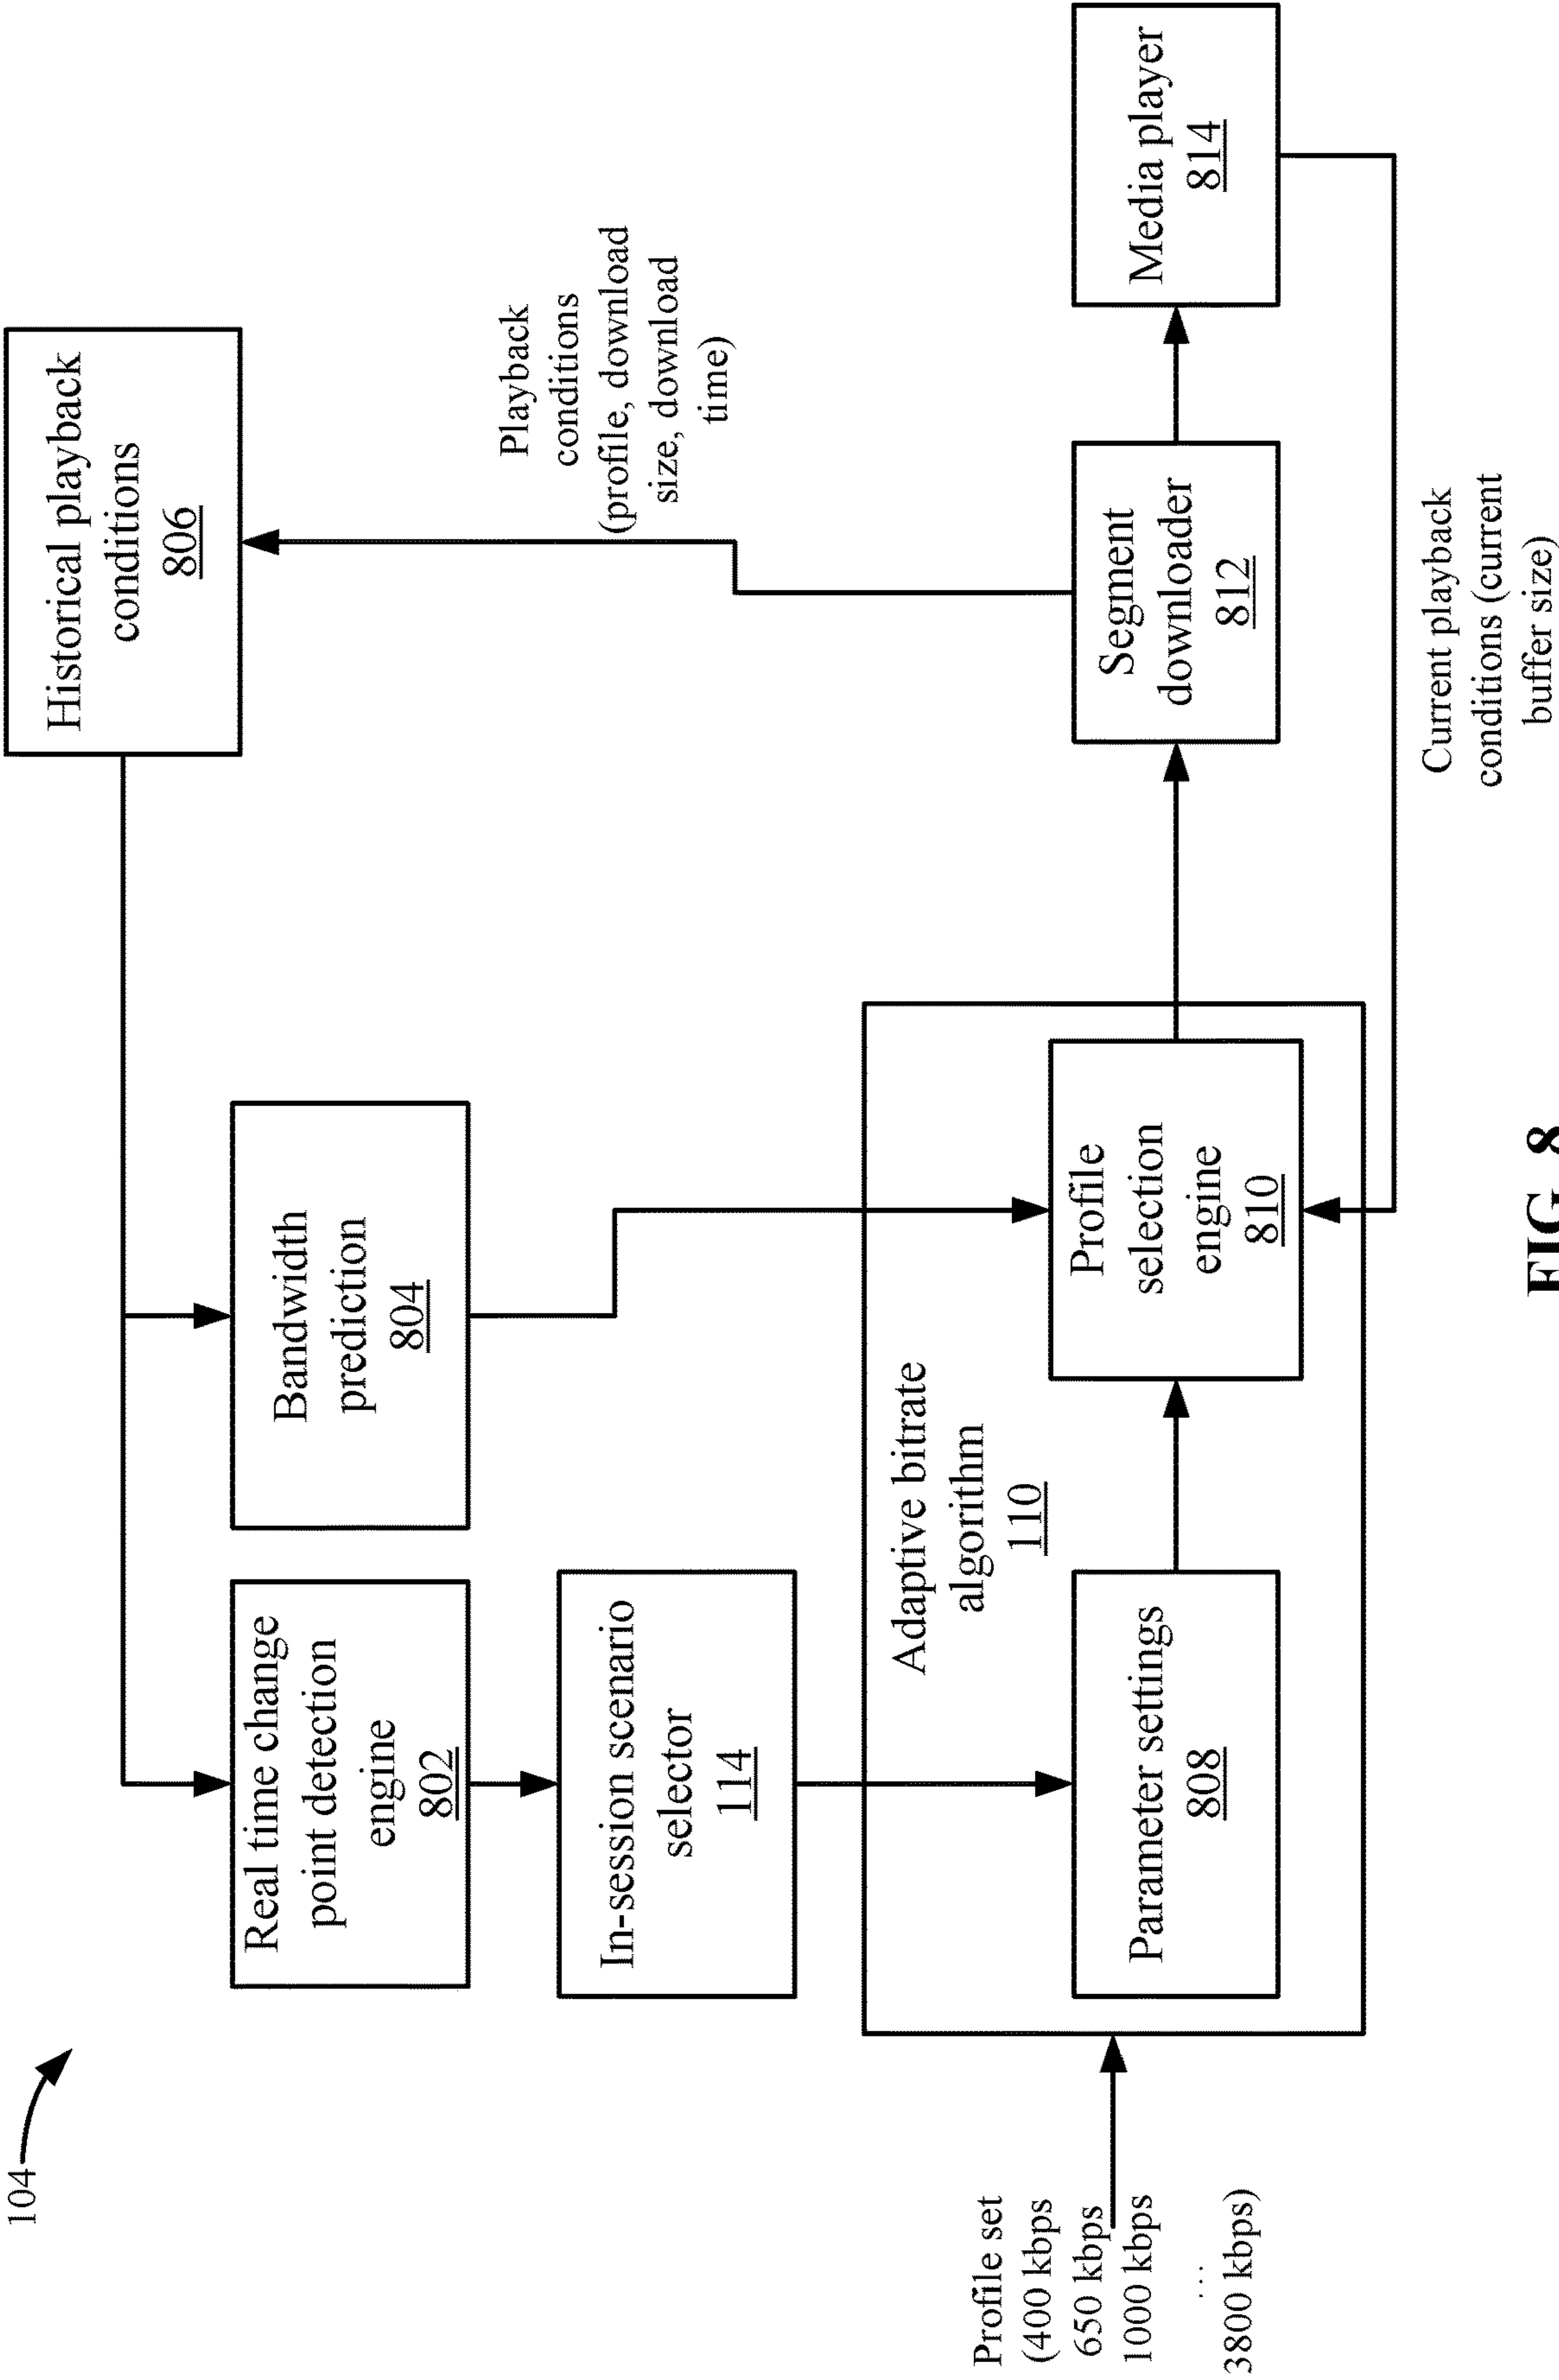 104
Historical playback
conditions
806
Real time change
point detection
engine
802
Bandwidth
prediction
804
Playback
conditions
(profile, download
size, download
time)
In-session scenario
selector
114
Adaptive bitrate
algorithm
110
Profile set
(400 kbps
650 kbps
1000 kbps
...
3800 kbps)
Parameter settings
808
Profile
selection
engine
810
Segment
downloader
812
Media player
814
Current playback
conditions (current
buffer size)
FIG. 8